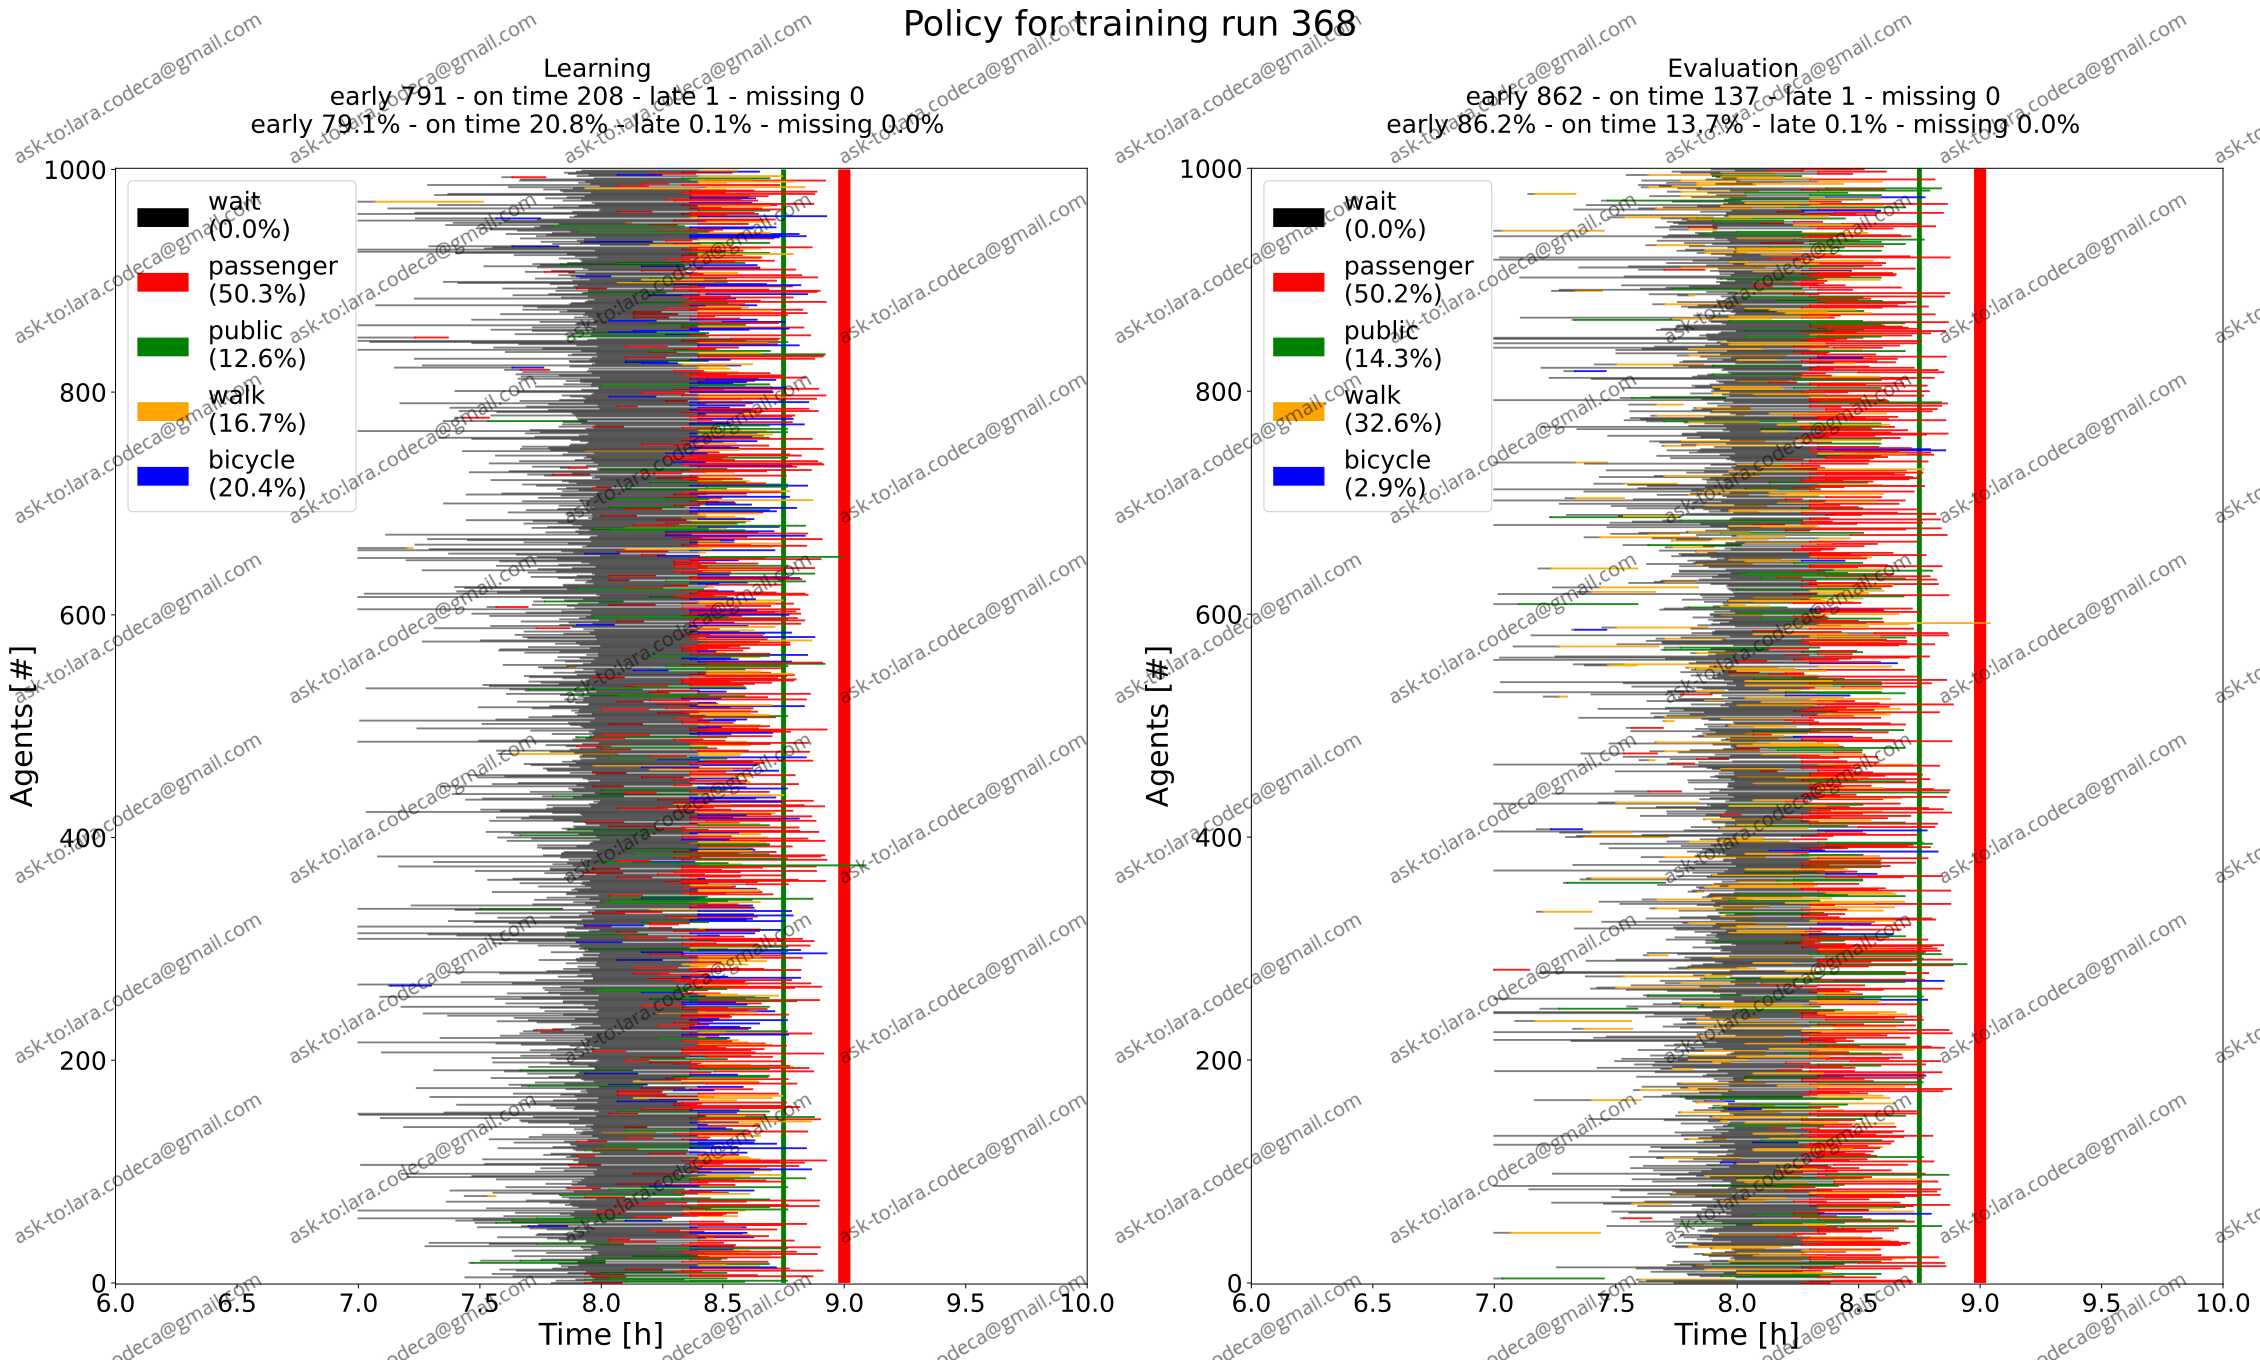 Policy for training run 368
Learning
early 791 - on time 208 - late 1 - missing 0
early 79.1% - on time 20.8% - late 0.1% - missing 0.0%
wait
(0.0%)
passenger
(50.3%)
public
(12.6%)
walk
(16.7%)
bicycle
(20.4%)
Agents [#]
1000
800
600
400
200
0
6.0 6.5 7.0 7.5 8.0 8.5 9.0 9.5 10.0
Time [h]
Evaluation
early 862 - on time 137 - late 1 - missing 0
early 86.2% - on time 13.7% - late 0.1% - missing 0.0%
wait
(0.0%)
passenger
(50.2%)
public
(14.3%)
walk
(32.6%)
bicycle
(2.9%)
Agents [#]
1000
800
600
400
200
0
6.0 6.5 7.0 7.5 8.0 8.5 9.0 9.5 10.0
Time [h]
ask-to:lara.codeca@gmail.com